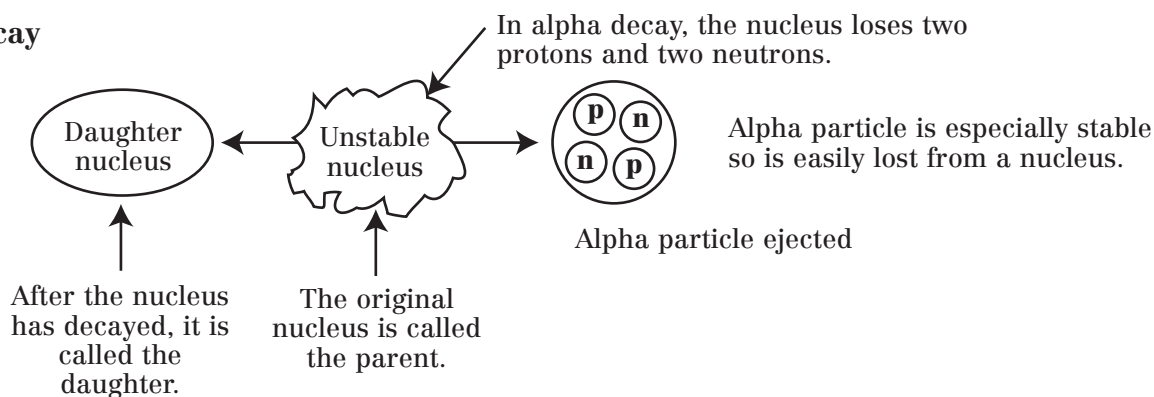 cay
In alpha decay, the nucleus loses two
protons and two neutrons.
Daughter
nucleus
Unstable
nucleus
p
n
n
p
Alpha particle is especially stable
so is easily lost from a nucleus.
Alpha particle ejected
After the nucleus
has decayed, it is
called the
daughter.
The original
nucleus is called
the parent.